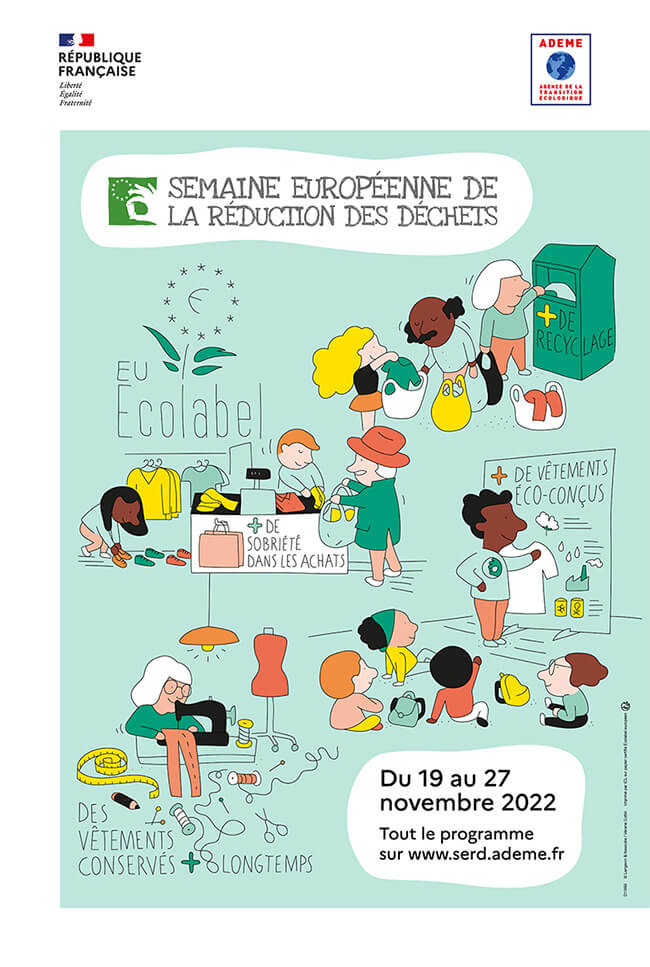 RÉPUBLIQUE
FRANÇAISE
Liberté
Égalité
Fraternité
ADEME
AGENCE DE LA
TRANSITION
ÉCOLOGIQUE
SEMAINE EUROPÉENNE DE
LA RÉDUCTION DES DÉCHETS
EU
Ecolabel
+ DE
RECYCLAGE
+ DE VÊTEMENTS
ÉCO-CONÇUS
+ DE
SOBRIÉTÉ
DANS LES ACHATS
DES
VÊTEMENTS
CONSERVÉS + LONGTEMPS
Du 19 au 27
novembre 2022
Tout le programme
sur www.serd.ademe.fr